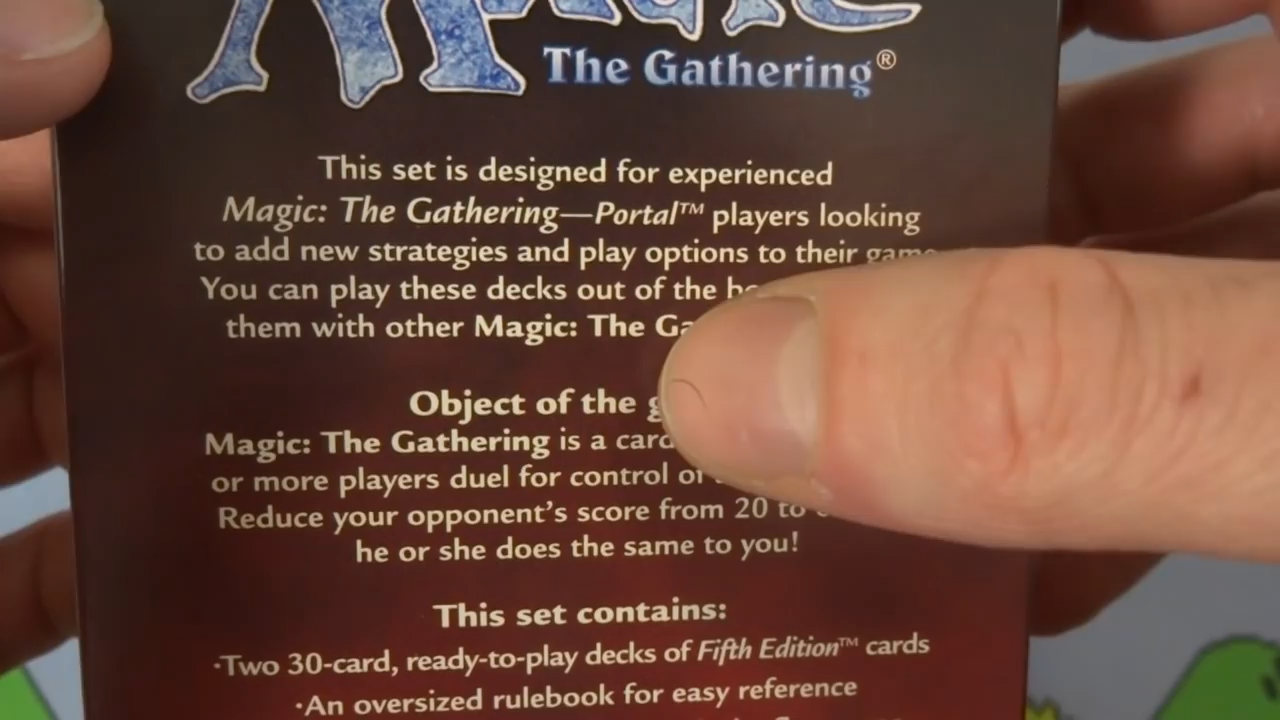 Magic
The Gathering®
This set is designed for experienced
Magic: The Gathering—Portal™ players looking
to add new strategies and play options to their game
You can play these decks out of the
them with other Magic: The
Object of the
Magic: The Gathering is a card
or more players duel for control of
Reduce your opponent's score from 20 to
he or she does the same to you!
This set contains:
·Two 30-card, ready-to-play decks of Fifth Edition™ cards
·An oversized rulebook for easy reference